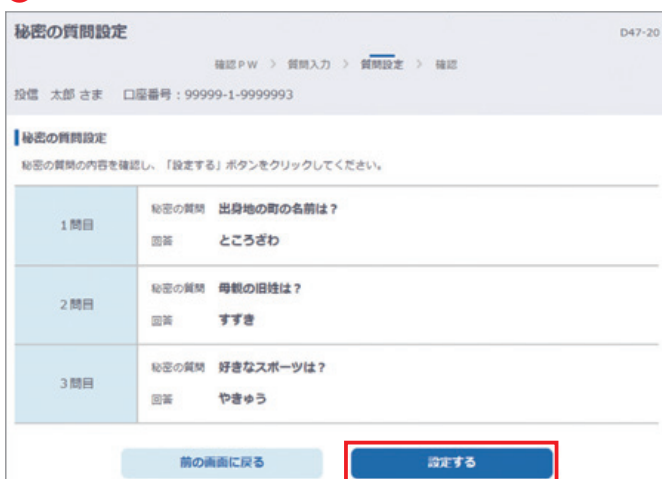 秘密の質問設定 D47-20
確認PW > 質問入力 > 質問設定 > 確認
投信 太郎 さま 口座番号：99999-1-9999993
秘密の質問設定
秘密の質問の内容を確認し、「設定する」ボタンをクリックしてください。
1問目
秘密の質問 出身地の町の名前は？
回答 ところざわ
2問目
秘密の質問 母親の旧姓は？
回答 すずき
3問目
秘密の質問 好きなスポーツは？
回答 やきゅう
前の画面に戻る 設定する